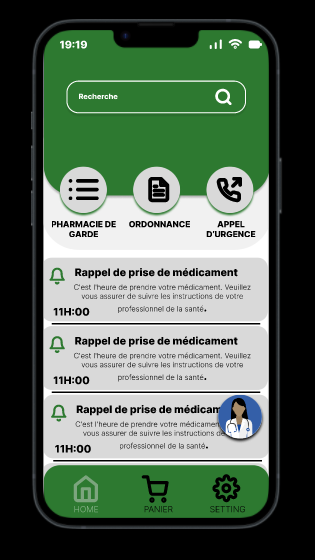 19:19
Recherche
PHARMACIE DE
GARDE
ORDONNANCE
APPEL
D'URGENCE
Rappel de prise de médicament
C'est l'heure de prendre votre médicament. Veuillez
vous assurer de suivre les instructions de votre
professionnel de la santé.
11H:00
Rappel de prise de médicament
C'est l'heure de prendre votre médicament. Veuillez
vous assurer de suivre les instructions de votre
professionnel de la santé.
11H:00
Rappel de prise de médicam
C'est l'heure de prendre votre médicament
vous assurer de suivre les instructions de
professionnel de la santé.
11H:00
HOME
PANIER
SETTING